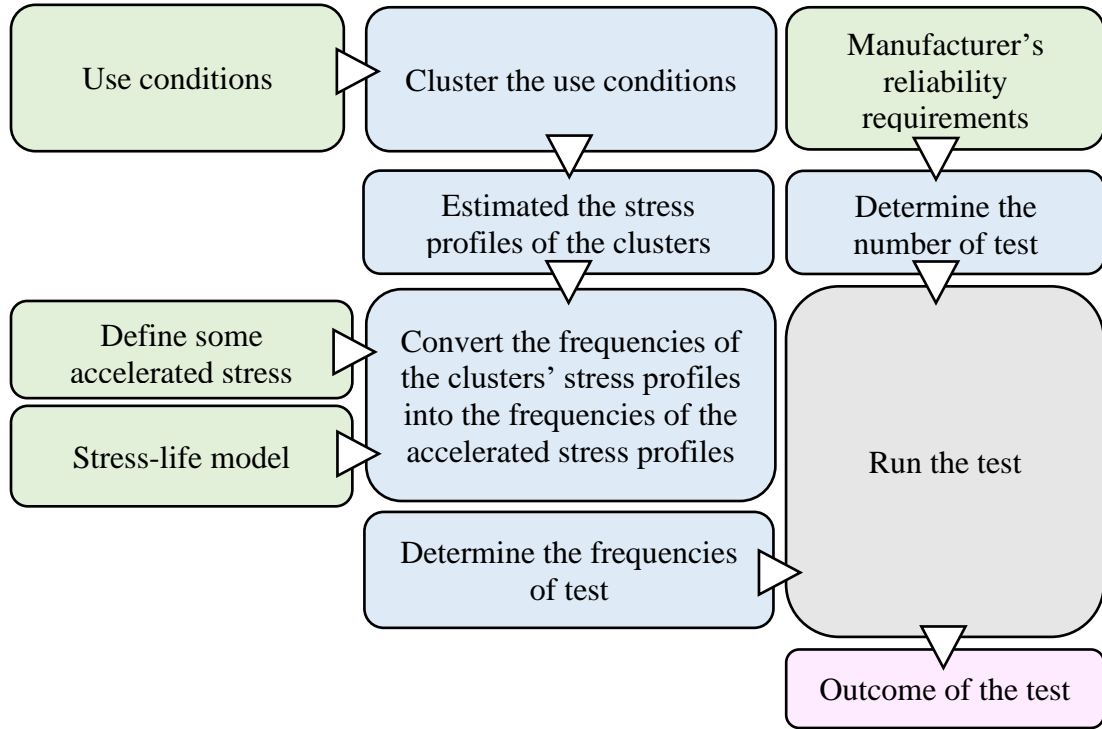 Use conditions
Cluster the use conditions
Manufacturer’s
reliability
requirements
Estimated the stress
profiles of the clusters
Determine the
number of test
Define some
accelerated stress
Stress-life model
Convert the frequencies of
the clusters’ stress profiles
into the frequencies of the
accelerated stress profiles
Run the test
Determine the frequencies
of test
Outcome of the test